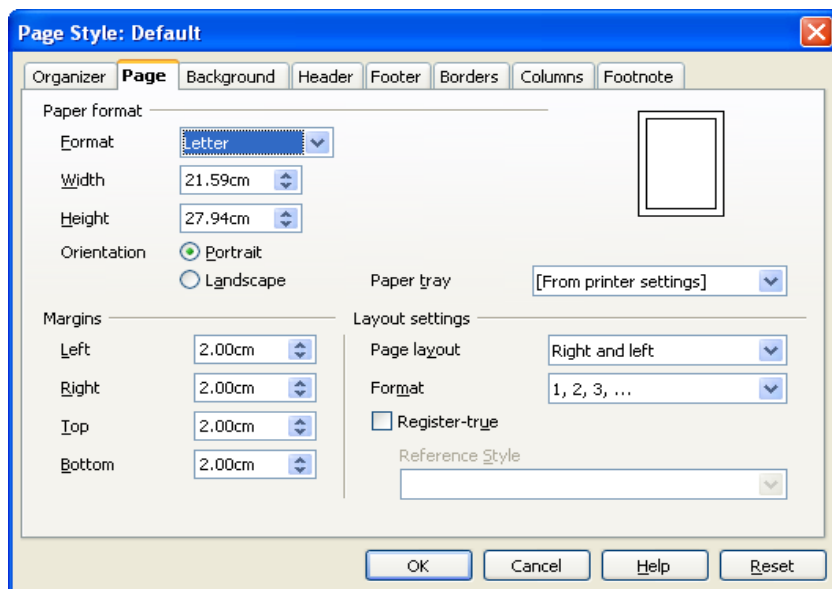 Page Style: Default
Organizer Page Background Header Footer Borders Columns Footnote
Paper format
Format Letter
Width 21.59cm
Height 27.94cm
Orientation Portrait
Landscape Paper tray [From printer settings]
Margins Layout settings
Left 2.00cm Page layout Right and left
Right 2.00cm Format 1, 2, 3, ...
Top 2.00cm Register-true
Bottom 2.00cm Reference Style
OK Cancel Help Reset